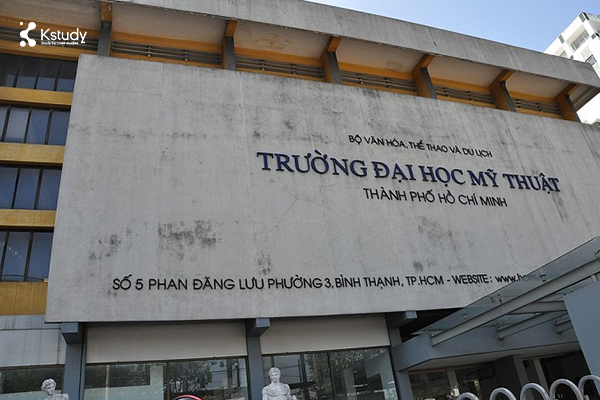 Kstudy
BỘ VĂN HÓA, THỂ THAO VÀ DU LỊCH
TRƯỜNG ĐẠI HỌC MỸ THUẬT
THÀNH PHỐ HỒ CHÍ MINH
SỐ 5 PHAN ĐĂNG LƯU PHƯỜNG 3, BÌNH THẠNH, TP.HCM - WEBSITE: